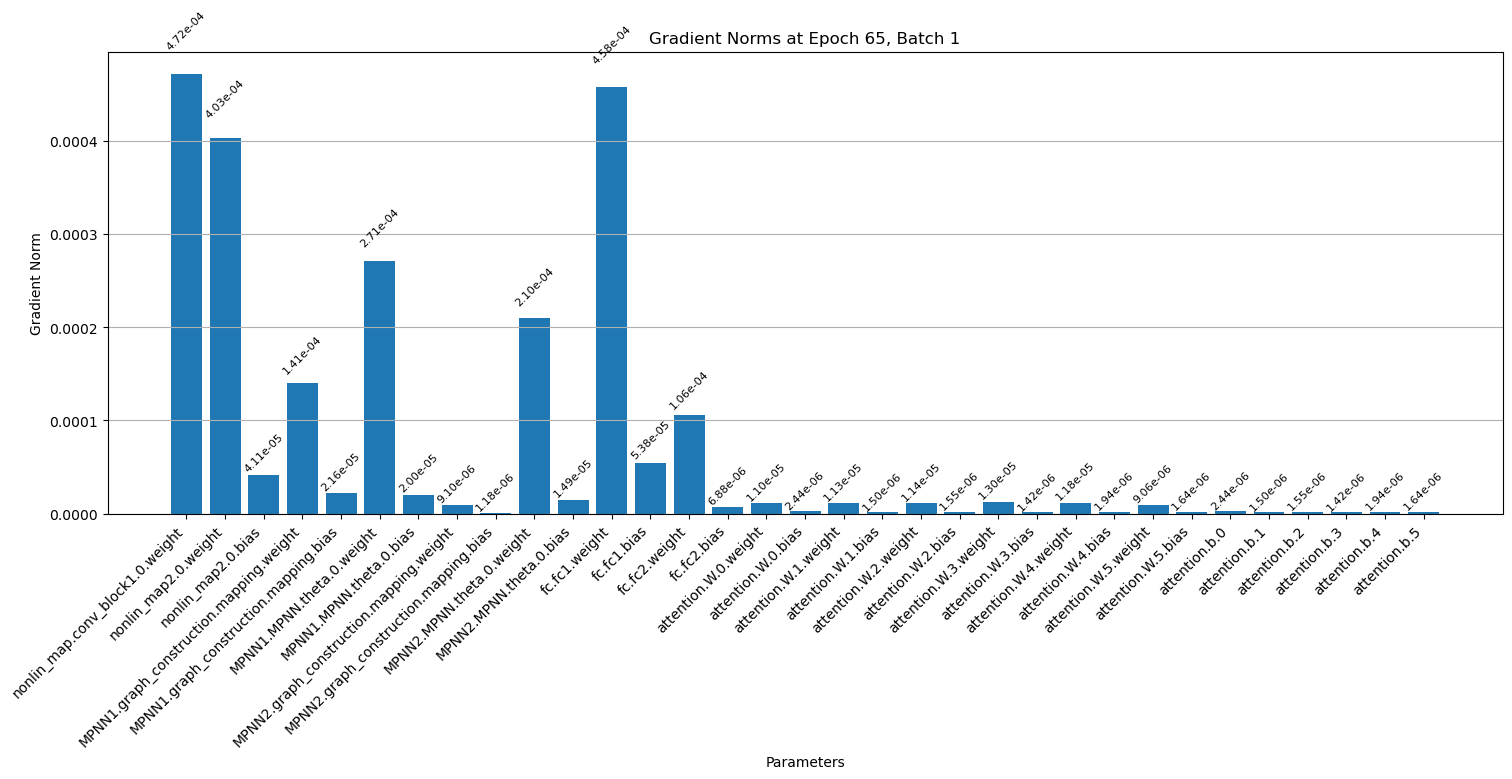 Gradient Norms at Epoch 65, Batch 1
Gradient Norm
0.0004
0.0003
0.0002
0.0001
0.0000
4.72e-04
4.03e-04
4.11e-05
1.41e-04
2.16e-05
2.71e-04
2.00e-05
9.10e-06
1.18e-06
2.10e-04
1.49e-05
4.58e-04
5.38e-05
1.06e-04
6.88e-06
1.10e-05
2.44e-06
1.13e-05
1.50e-06
1.14e-05
1.55e-06
1.30e-05
1.42e-06
1.18e-05
1.94e-06
9.06e-06
1.64e-06
2.44e-06
1.50e-06
1.55e-06
1.42e-06
1.94e-06
1.64e-06
nonlin_map.conv_block1.0.weight
nonlin_map2.0.weight
nonlin_map2.0.bias
MPNN1.graph_construction.mapping.weight
MPNN1.graph_construction.mapping.bias
MPNN1.MPNN.theta.0.weight
MPNN1.MPNN.theta.0.bias
MPNN2.graph_construction.mapping.weight
MPNN2.graph_construction.mapping.bias
MPNN2.MPNN.theta.0.weight
MPNN2.MPNN.theta.0.bias
fc.fc1.weight
fc.fc1.bias
fc.fc2.weight
fc.fc2.bias
attention.W.0.weight
attention.W.0.bias
attention.W.1.weight
attention.W.1.bias
attention.W.2.weight
attention.W.2.bias
attention.W.3.weight
attention.W.3.bias
attention.W.4.weight
attention.W.4.bias
attention.W.5.weight
attention.W.5.bias
attention.b.0
attention.b.1
attention.b.2
attention.b.3
attention.b.4
attention.b.5
Parameters